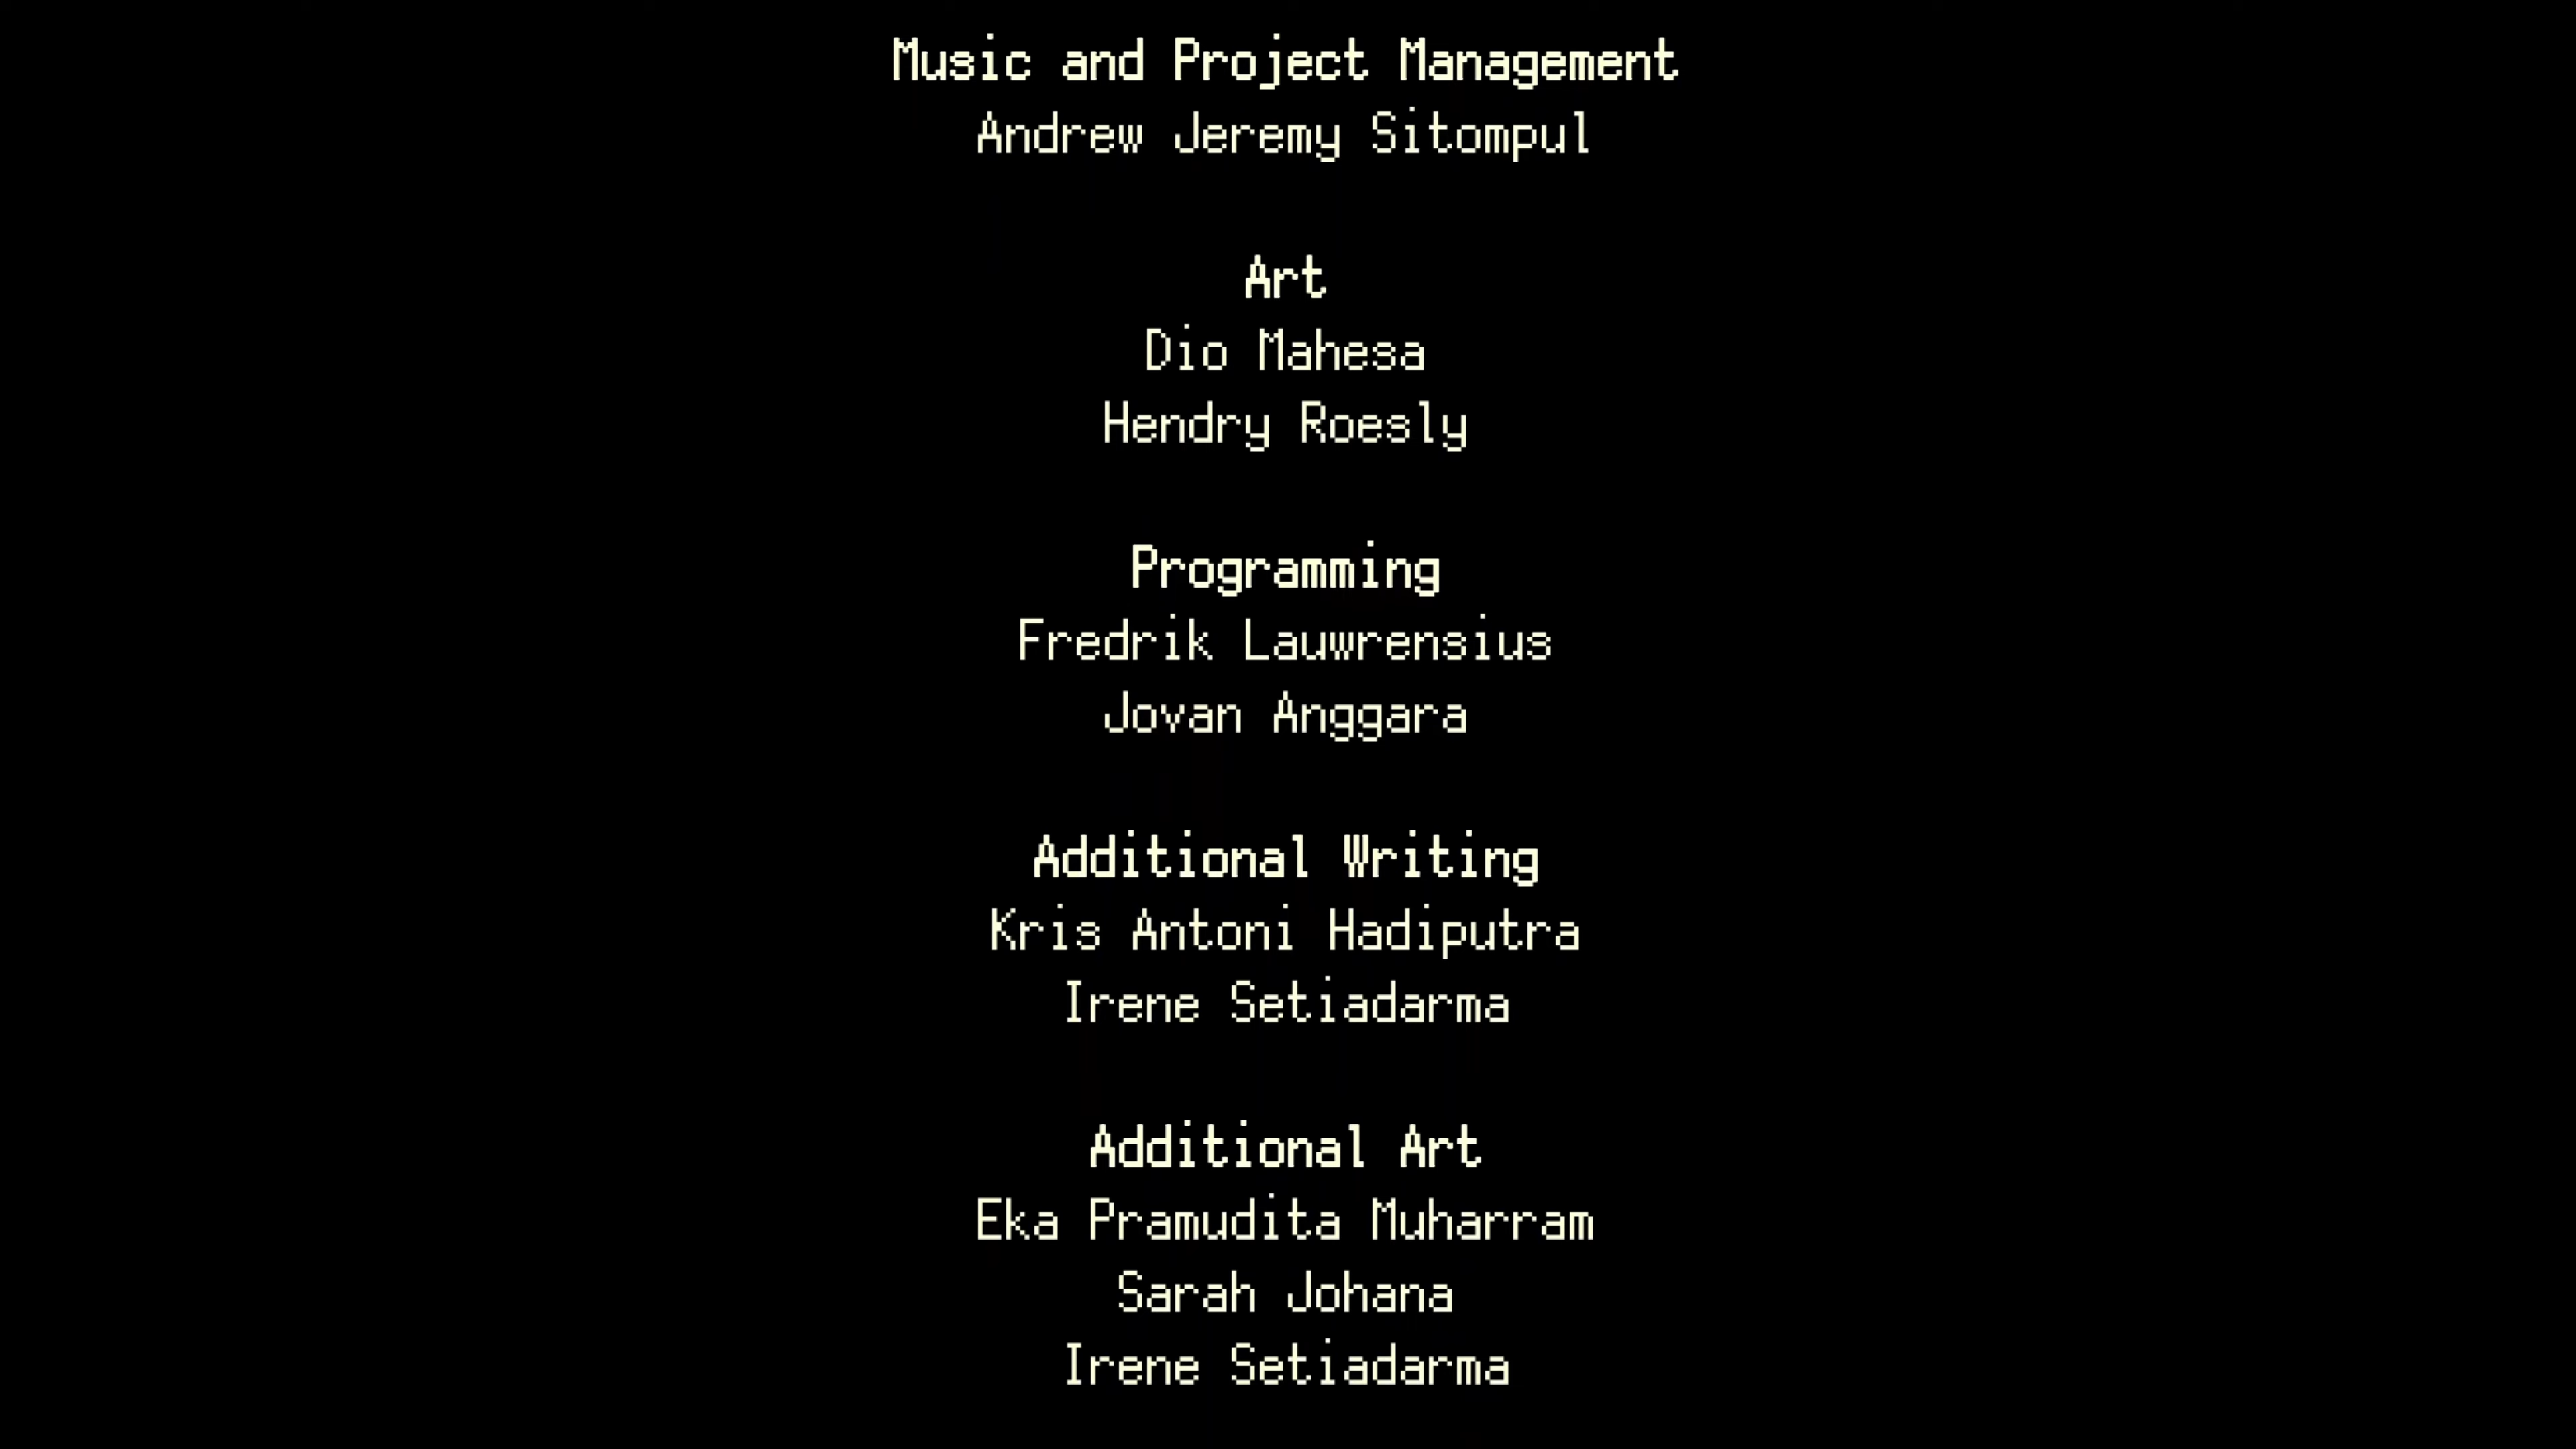 Music and Project Management
Andrew Jeremy Sitompul
Art
Dio Mahesa
Hendry Roesly
Programming
Fredrik Lauwrensius
Jovan Anggara
Additional Writing
Kris Antoni Hadiputra
Irene Setiadarma
Additional Art
Eka Pramudita Muharram
Sarah Johana
Irene Setiadarma